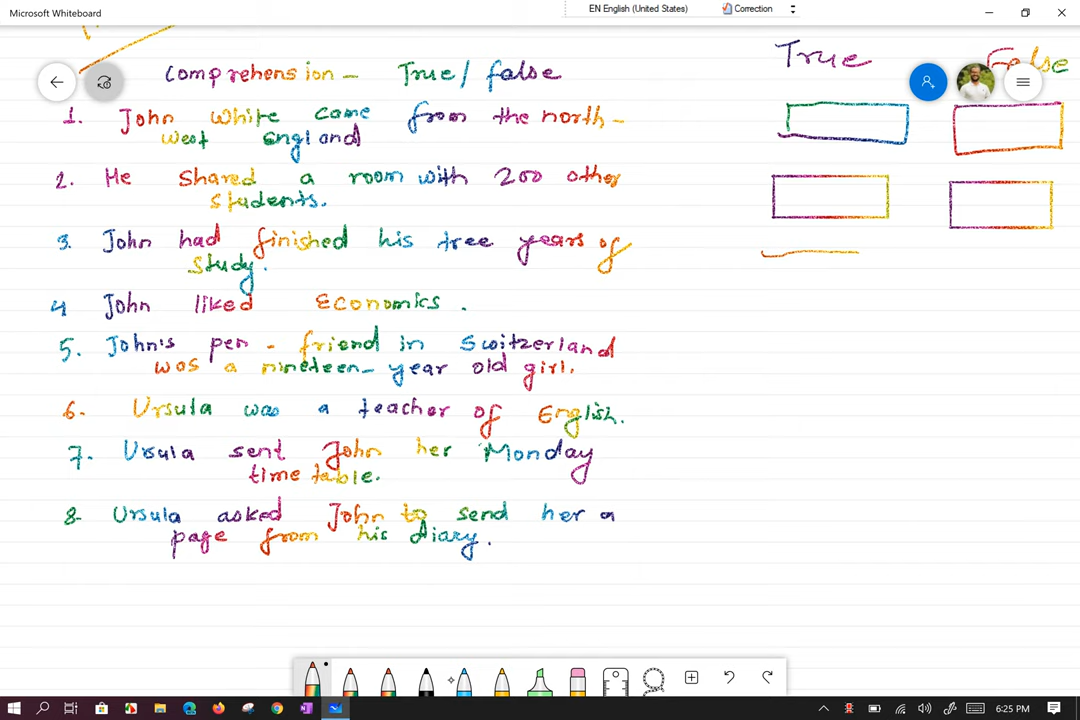 Microsoft Whiteboard
EN English (United States)
Correction
Comprehension - True/false
True
False
1. John White came from the north-
west England
2. He shared a room with 200 other
students.
3. John had finished his tree years of
study.
4 John liked Economics.
5. John's pen - friend in Switzerland
was a nineteen-year old girl.
6. Ursula was a teacher of English.
7. Ursula sent John her Monday
time table.
8. Ursula asked John to send her a
page from his diary.
6:25 PM